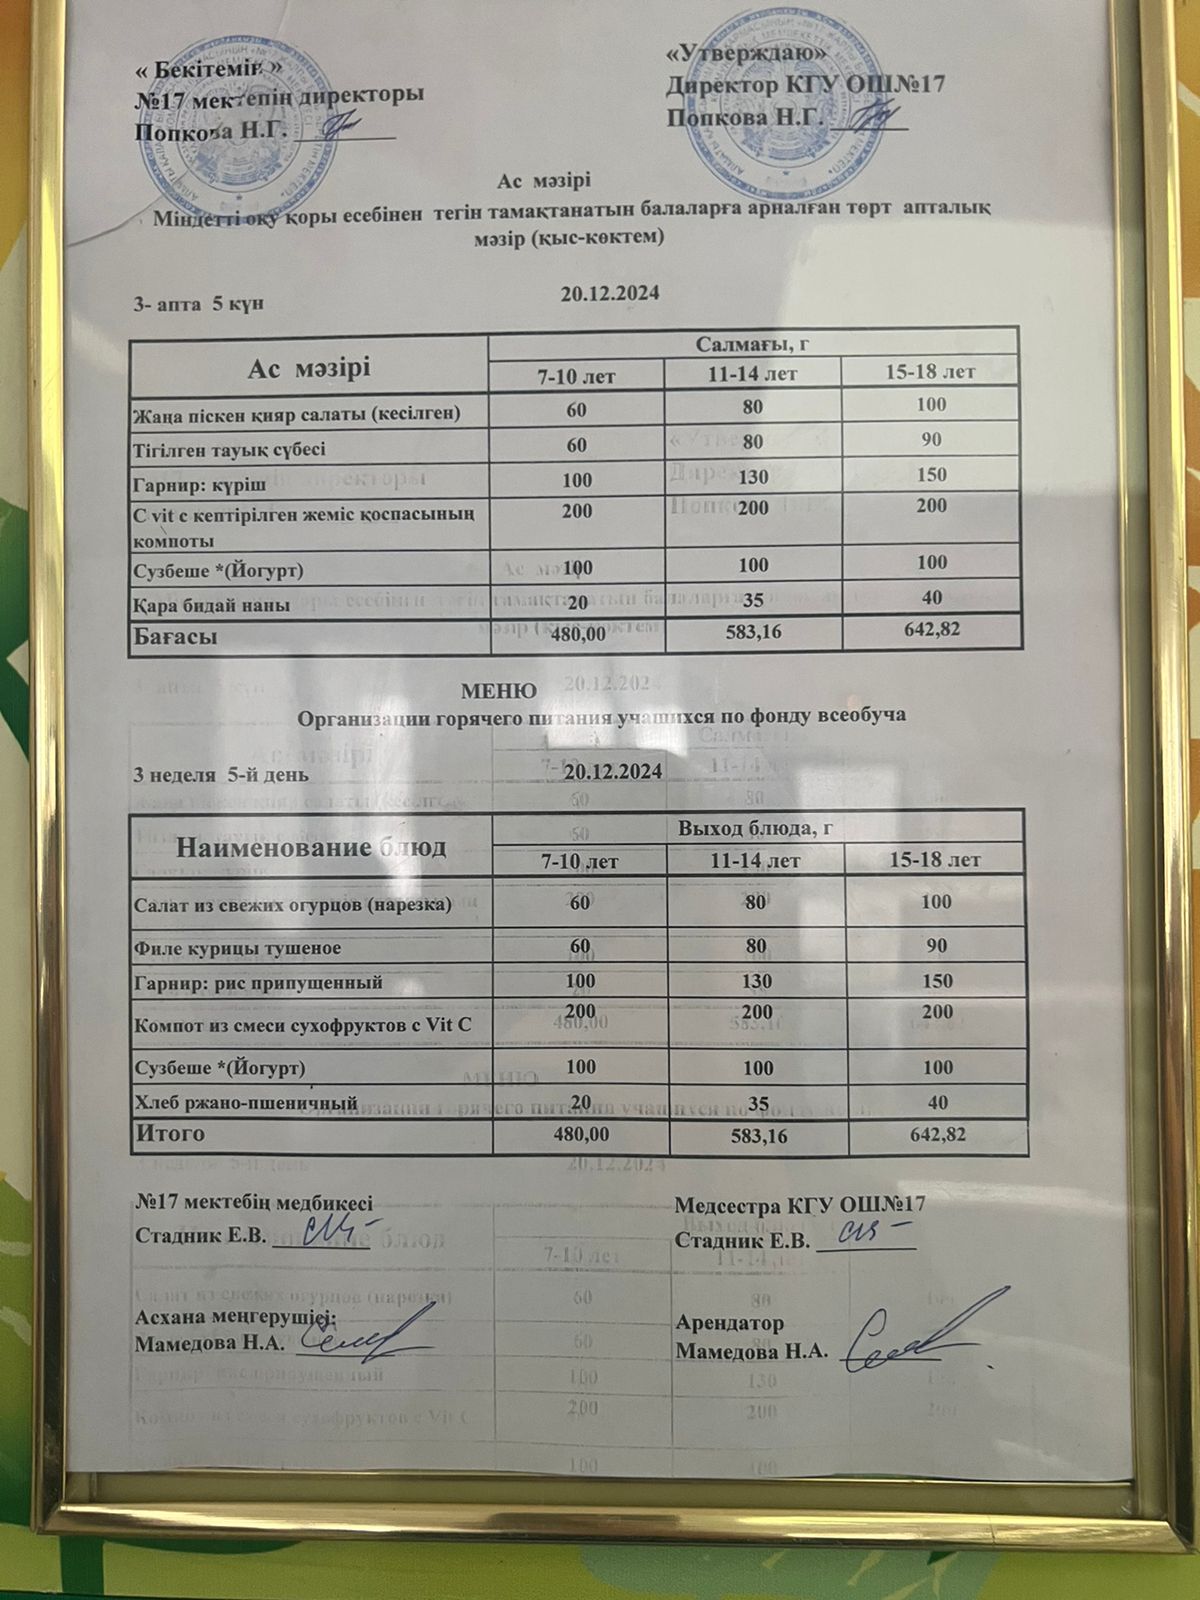 « Бекітемін »
№17 мектепің директоры
Попкова Н.Г.
«Утверждаю»
Директор КГУ ОШ№17
Попкова Н.Г.
Ас мәзірі
Міндетті оқу қоры есебінен тегін тамақтанатын балаларға арналған төрт апталық
мәзір (қыс-көктем)
3- апта 5 күн 20.12.2024
Ас мәзірі Салмағы, г
7-10 лет 11-14 лет 15-18 лет
Жаңа піскен қияр салаты (кесілген) 60 80 100
Тігілген тауық сүбесі 60 80 90
Гарнир: күріш 100 130 150
С vit с кептірілген жеміс қоспасының 200 200 200
компоты
Сузбеше *(Йогурт) 100 100 100
Қара бидай наны 20 35 40
Бағасы 480,00 583,16 642,82
МЕНЮ
Организации горячего питания учашихся по фонду всеобуча
3 неделя 5-й день 20.12.2024
Наименование блюд Выход блюда, г
7-10 лет 11-14 лет 15-18 лет
Салат из свежих огурцов (нарезка) 60 80 100
Филе курицы тушеное 60 80 90
Гарнир: рис припущенный 100 130 150
Компот из смеси сухофруктов с Vit C 200 200 200
Сузбеше *(Йогурт) 100 100 100
Хлеб ржано-пшеничный 20 35 40
Итого 480,00 583,16 642,82
№17 мектебің медбикесі
Стадник Е.В.
Медсестра КГУ ОШ№17
Стадник Е.В.
Асхана меңгерушісі:
Мамедова Н.А.
Арендатор
Мамедова Н.А.